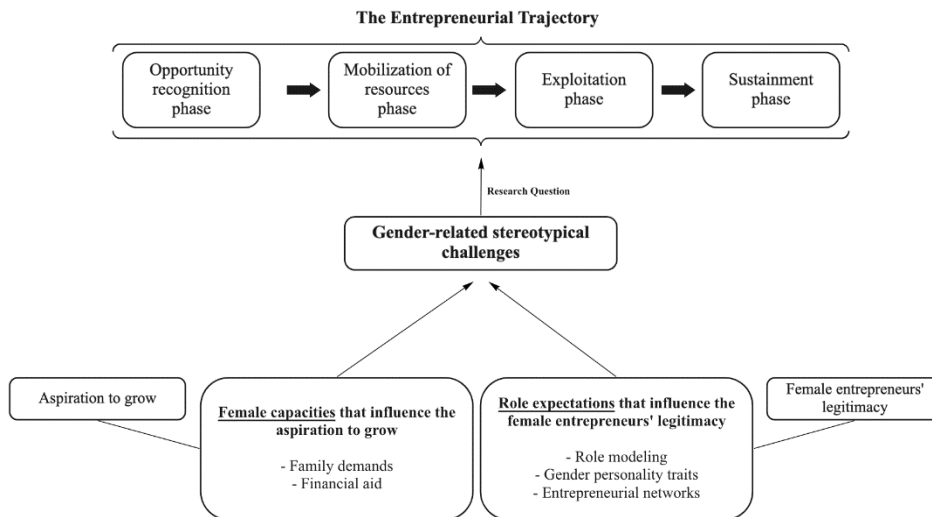 The Entrepreneurial Trajectory
Opportunity
recognition
phase
Mobilization of
resources
phase
Exploitation
phase
Sustainment
phase
Research Question
Gender-related stereotypical
challenges
Aspiration to grow
Female capacities that influence the
aspiration to grow
- Family demands
- Financial aid
Role expectations that influence the
female entrepreneurs' legitimacy
- Role modeling
- Gender personality traits
- Entrepreneurial networks
Female entrepreneurs'
legitimacy